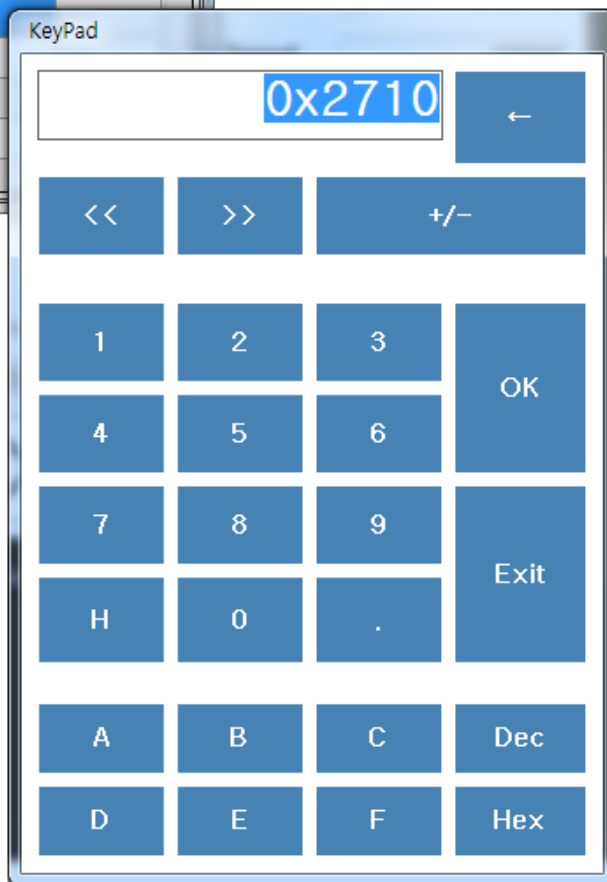 KeyPad
0x2710 ←
<< >> +/-
1 2 3
OK
4 5 6
7 8 9
Exit
H 0 .
A B C Dec
D E F Hex